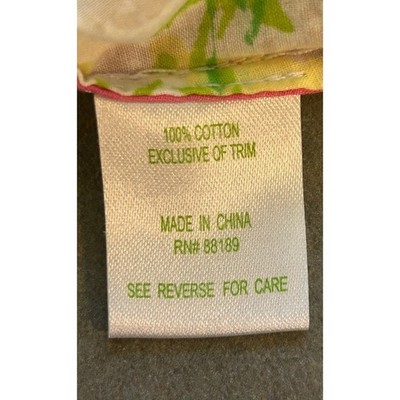 100% COTTON
EXCLUSIVE OF TRIM
MADE IN CHINA
RN# 88189
SEE REVERSE FOR CARE